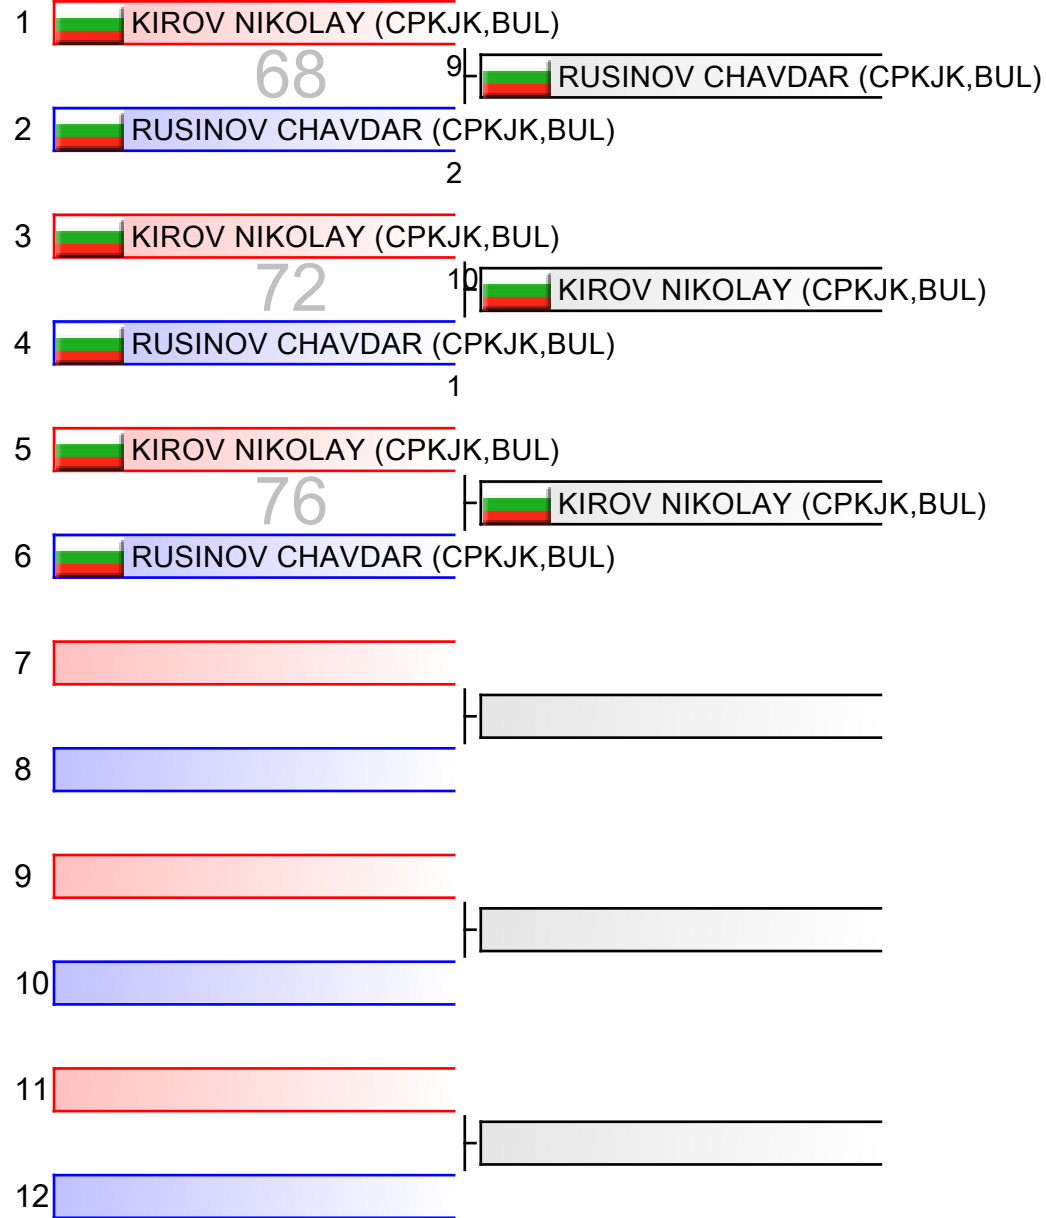 1 KIROV NIKOLAY (CPKJK,BUL)
68
9 RUSINOV CHAVDAR (CPKJK,BUL)
2 RUSINOV CHAVDAR (CPKJK,BUL)
2
3 KIROV NIKOLAY (CPKJK,BUL)
72
10 KIROV NIKOLAY (CPKJK,BUL)
4 RUSINOV CHAVDAR (CPKJK,BUL)
1
5 KIROV NIKOLAY (CPKJK,BUL)
76
KIROV NIKOLAY (CPKJK,BUL)
6 RUSINOV CHAVDAR (CPKJK,BUL)
7
8
9
10
11
12